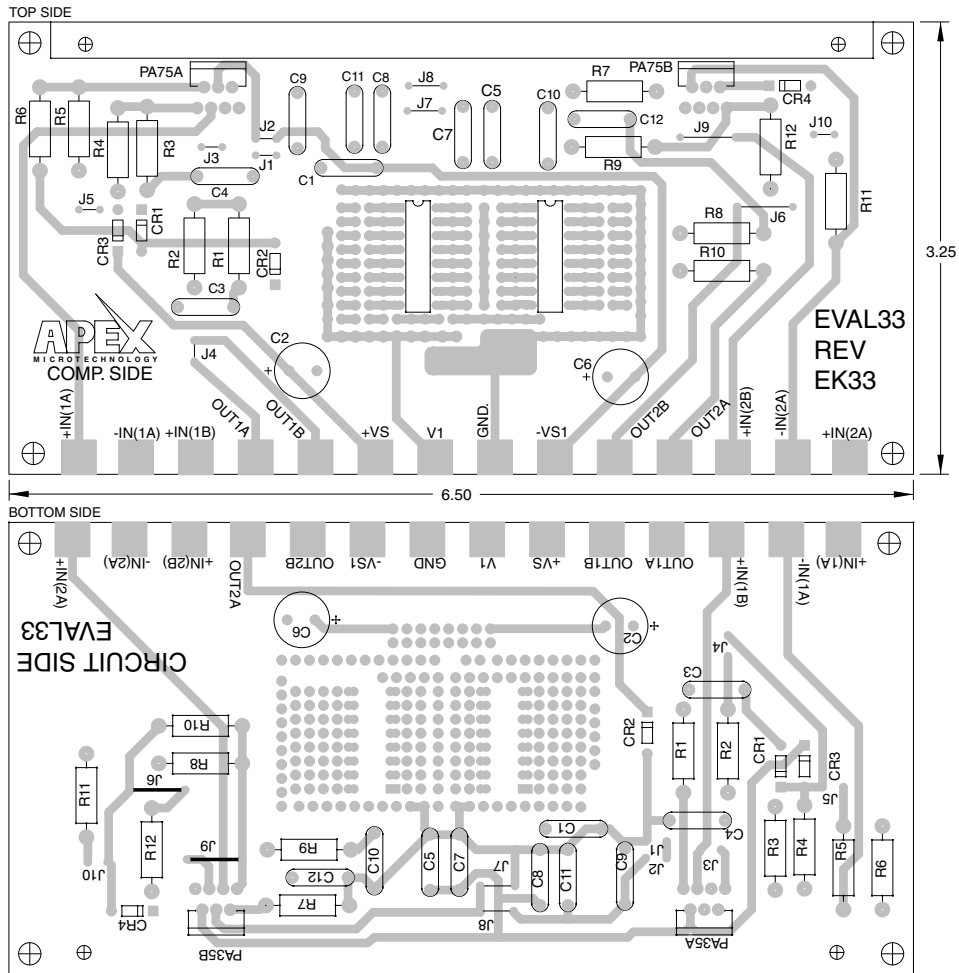 TOP SIDE
PA75A
PA75B
R6
R5
R4
R3
J2
J1
J3
C9
C11
C8
J8
J7
C7
C5
C10
R7
C12
R9
J9
CR4
R12
J10
R11
C1
C4
J5
CR3
CR1
R2
R1
CR2
C3
R8
J6
R10
3.25
APEX
MICROTECHNOLOGY
COMP. SIDE
J4
C2
+
C6
+
EVAL33
REV
EK33
+IN(1A)
-IN(1A)
+IN(1B)
OUT1A
OUT1B
+VS
V1
GND.
-VS1
OUT2B
OUT2A
+IN(2B)
-IN(2A)
+IN(2A)
6.50
BOTTOM SIDE
+IN(2A)
-IN(2A)
+IN(2B)
OUT2A
OUT2B
-VS1
GND
V1
+VS
OUT1B
OUT1A
+IN(1B)
-IN(1A)
+IN(1A)
C6
+
C2
+
CIRCUIT SIDE
EVAL33
J4
C3
R10
R8
J6
R11
R12
J9
J10
CR4
PA35B
R9
C12
R7
C10
C5
C7
J7
J8
C1
C8
C11
C9
CR2
R1
R2
CR1
CR3
C4
J1
J2
J3
J5
R3
R4
R5
R6
PA35A